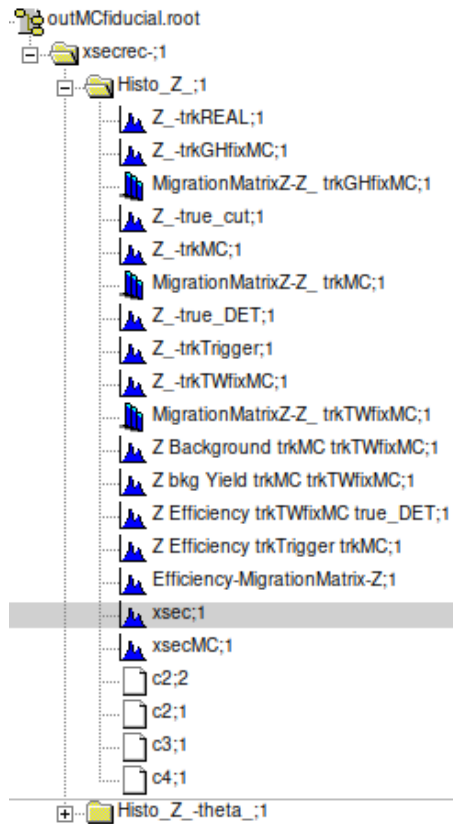 outMCfiducial.root
xsecrec-;1
Histo_Z_;1
Z_-trkREAL;1
Z_-trkGHfixMC;1
MigrationMatrixZ-Z_ trkGHfixMC;1
Z_-true_cut;1
Z_-trkMC;1
MigrationMatrixZ-Z_ trkMC;1
Z_-true_DET;1
Z_-trkTrigger;1
Z_-trkTWfixMC;1
MigrationMatrixZ-Z_ trkTWfixMC;1
Z Background trkMC trkTWfixMC;1
Z bkg Yield trkMC trkTWfixMC;1
Z Efficiency trkTWfixMC true_DET;1
Z Efficiency trkTrigger trkMC;1
Efficiency-MigrationMatrix-Z;1
xsec;1
xsecMC;1
c2;2
c2;1
c3;1
c4;1
Histo_Z_-theta_;1